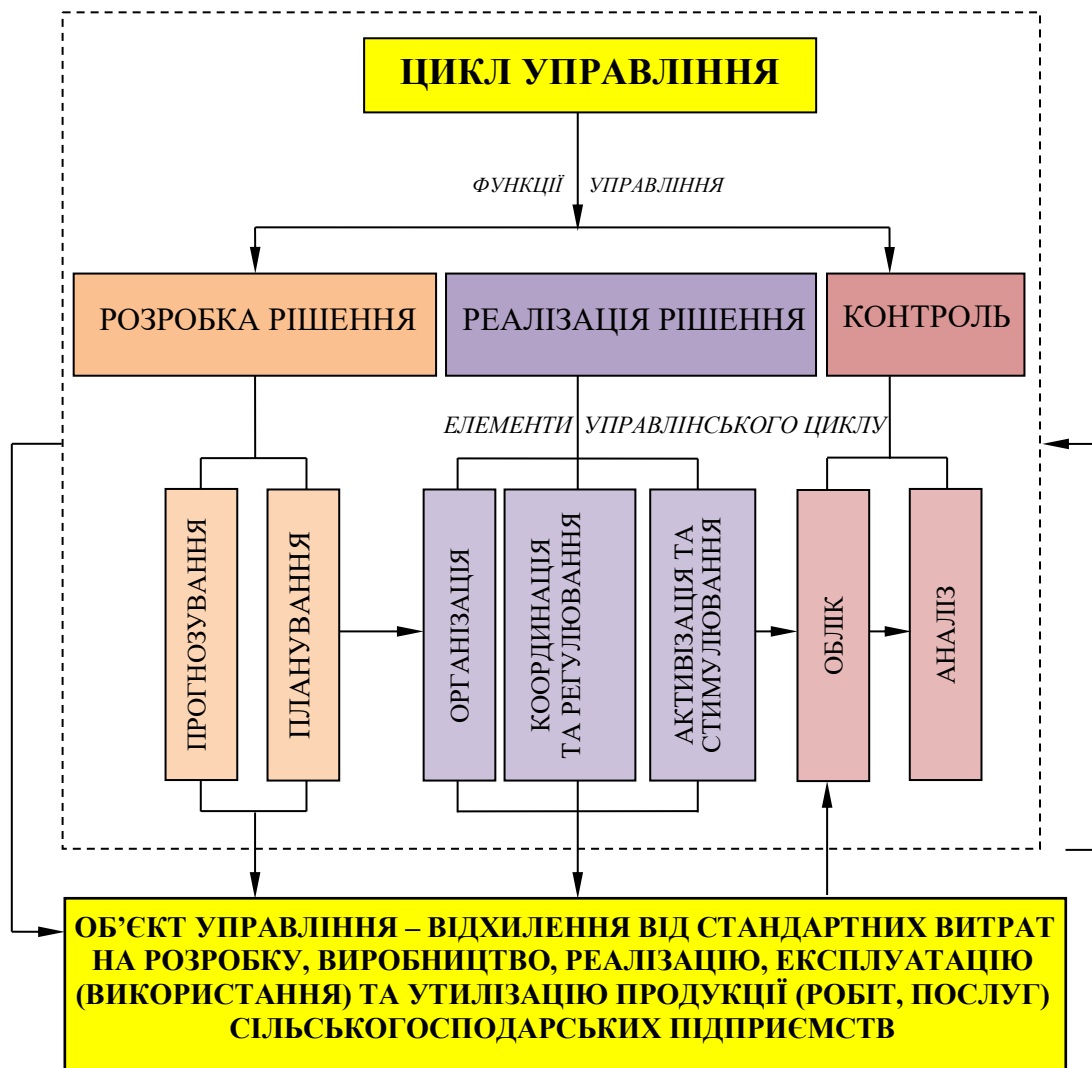 ЦИКЛ УПРАВЛІННЯ
ФУНКЦІЇ УПРАВЛІННЯ
РОЗРОБКА РІШЕННЯ
РЕАЛІЗАЦІЯ РІШЕННЯ
КОНТРОЛЬ
ЕЛЕМЕНТИ УПРАВЛІНСЬКОГО ЦИКЛУ
ПРОГНОЗУВАННЯ
ПЛАНУВАННЯ
ОРГАНІЗАЦІЯ
КООРДИНАЦІЯ
ТА РЕГУЛЮВАННЯ
АКТИВІЗАЦІЯ ТА
СТИМУЛЮВАННЯ
ОБЛІК
АНАЛІЗ
ОБ’ЄКТ УПРАВЛІННЯ – ВІДХИЛЕННЯ ВІД СТАНДАРТНИХ ВИТРАТ
НА РОЗРОБКУ, ВИРОБНИЦТВО, РЕАЛІЗАЦІЮ, ЕКСПЛУАТАЦІЮ
(ВИКОРИСТАННЯ) ТА УТИЛІЗАЦІЮ ПРОДУКЦІЇ (РОБІТ, ПОСЛУГ)
СІЛЬСЬКОГОСПОДАРСЬКИХ ПІДПРИЄМСТВ